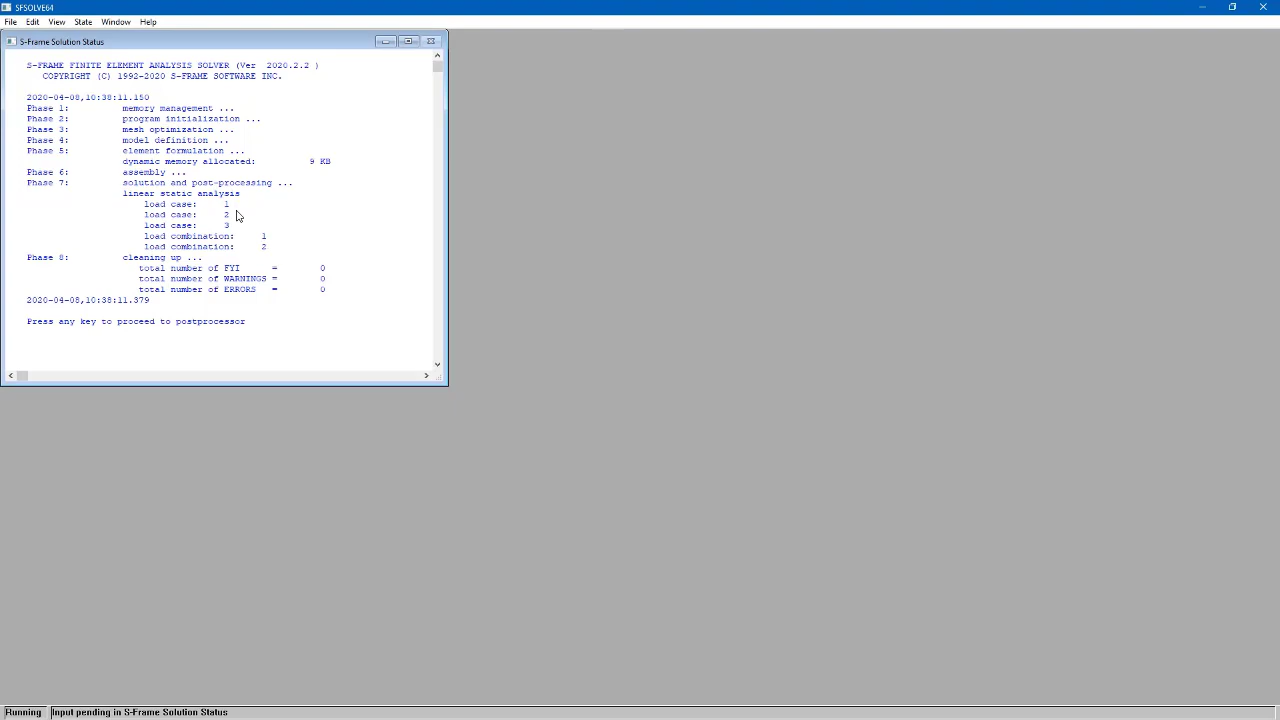 SFSOLVE64
File Edit View State Window Help
S-Frame Solution Status
S-FRAME FINITE ELEMENT ANALYSIS SOLVER (Ver 2020.2.2 )
COPYRIGHT (C) 1992-2020 S-FRAME SOFTWARE INC.
2020-04-08,10:38:11.150
Phase 1: memory management ...
Phase 2: program initialization ...
Phase 3: mesh optimization ...
Phase 4: model definition ...
Phase 5: element formulation ...
dynamic memory allocated: 9 KB
Phase 6: assembly ...
Phase 7: solution and post-processing ...
linear static analysis
load case: 1
load case: 2
load case: 3
load combination: 1
load combination: 2
Phase 8: cleaning up ...
total number of FYI = 0
total number of WARNINGS = 0
total number of ERRORS = 0
2020-04-08,10:38:11.379
Press any key to proceed to postprocessor
Running Input pending in S-Frame Solution Status